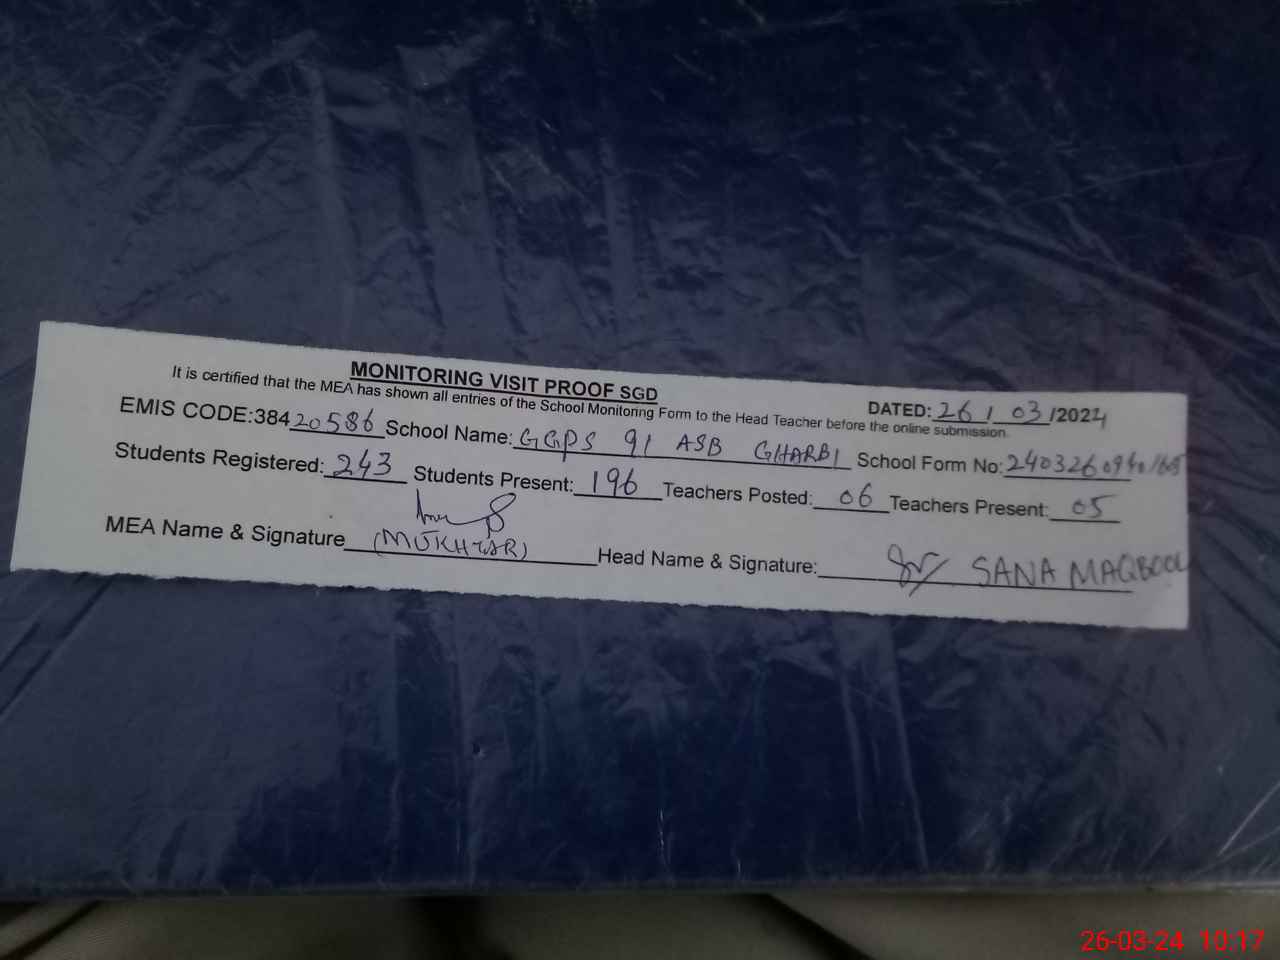 MONITORING VISIT PROOF SGD
It is certified that the MEA has shown all entries of the School Monitoring Form to the Head Teacher before the online submission.
DATED: 26/03/2024
EMIS CODE:38420586 School Name: GGPS 91 ASB GHARBI School Form No:
Students Registered: 243 Students Present: 196 Teachers Posted: 06 Teachers Present: 05
MEA Name & Signature (MUKHTAR) Head Name & Signature: SANA MAQBOOL
26-03-24 10:17